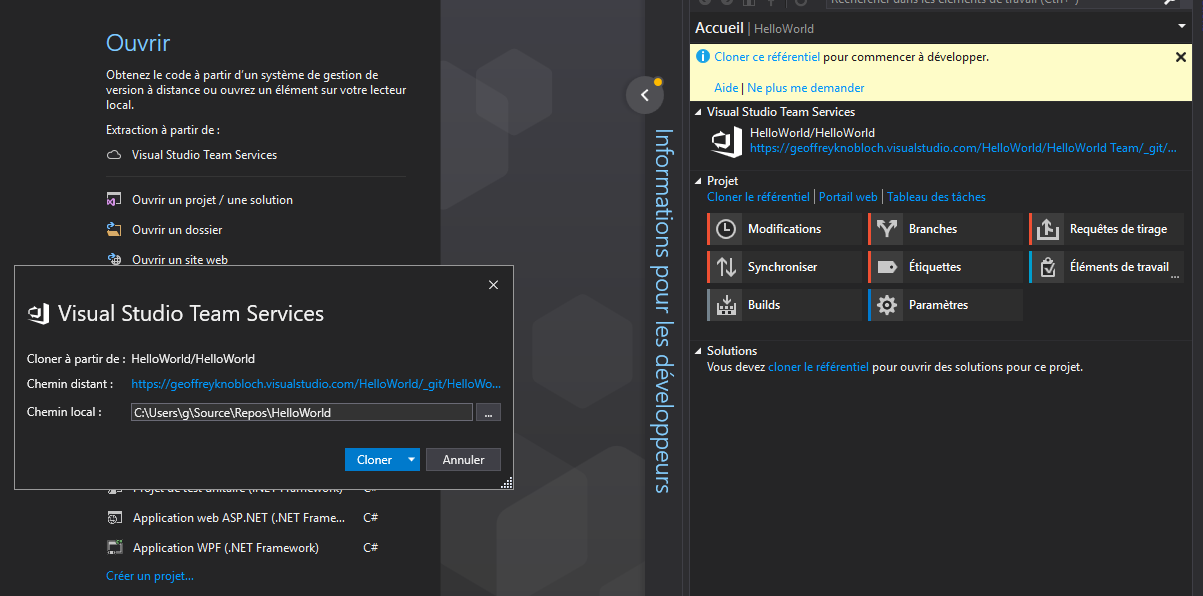 Ouvrir
Obtenez le code à partir d'un système de gestion de
version à distance ou ouvrez un élément sur votre lecteur
local.
Extraction à partir de :
Visual Studio Team Services
Ouvrir un projet / une solution
Ouvrir un dossier
Ouvrir un site web
Visual Studio Team Services
Cloner à partir de : HelloWorld/HelloWorld
Chemin distant : https://geoffreyknobloch.visualstudio.com/HelloWorld/_git/HelloWo...
Chemin local : C:\Users\g\Source\Repos\HelloWorld ...
Cloner Annuler
Projet de test unitaire (.NET Framework) C#
Application web ASP.NET (.NET Frame... C#
Application WPF (.NET Framework) C#
Créer un projet...
Informations pour les développeurs
Rechercher dans les éléments de travail (Ctrl+')
Accueil | HelloWorld
Cloner ce référentiel pour commencer à développer.
Aide | Ne plus me demander
Visual Studio Team Services
HelloWorld/HelloWorld
https://geoffreyknobloch.visualstudio.com/HelloWorld/HelloWorld Team/_git/...
Projet
Cloner le référentiel | Portail web | Tableau des tâches
Modifications Branches Requêtes de tirage
Synchroniser Étiquettes Éléments de travail ...
Builds Paramètres
Solutions
Vous devez cloner le référentiel pour ouvrir des solutions pour ce projet.